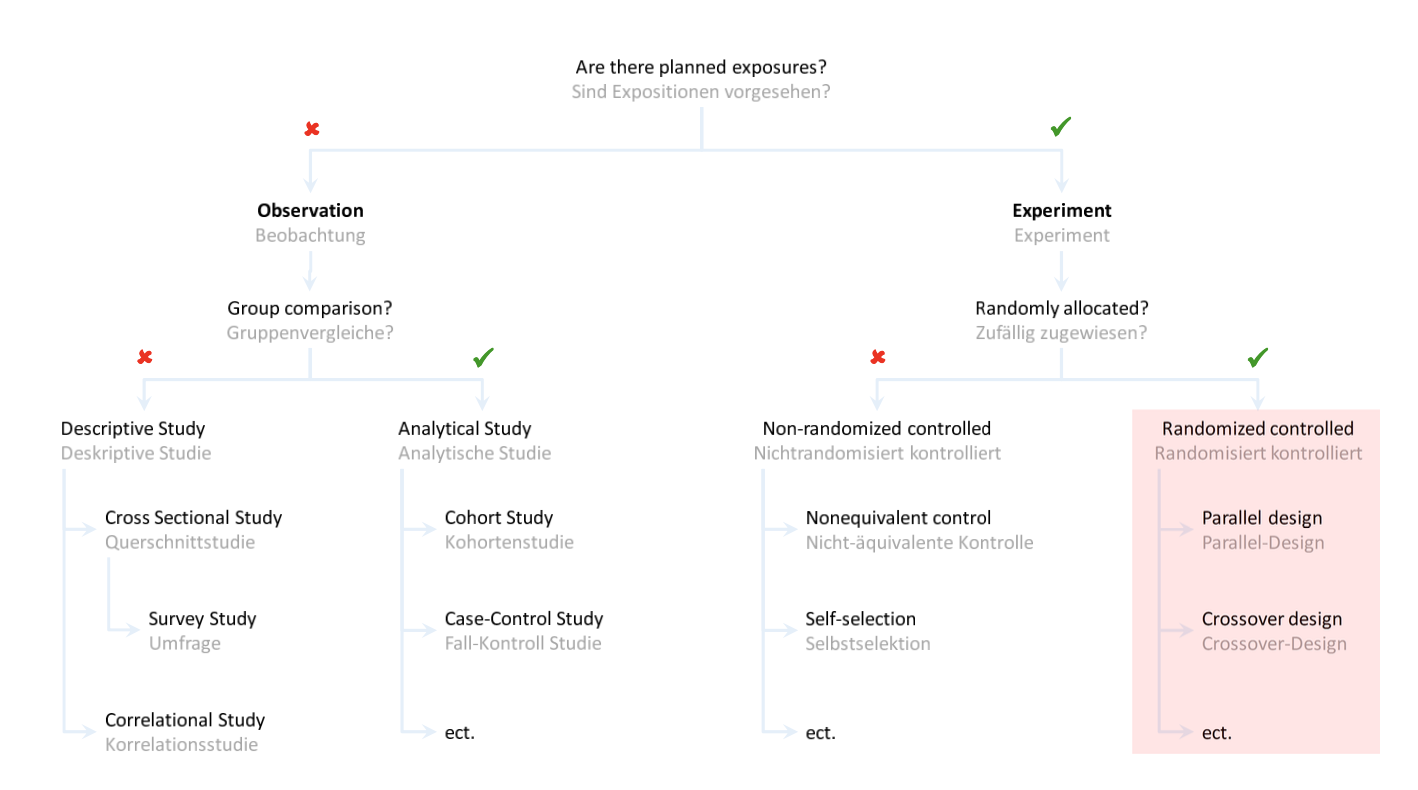 Are there planned exposures?
Sind Expositionen vorgesehen?
Observation
Beobachtung
Experiment
Experiment
Group comparison?
Gruppenvergleiche?
Randomly allocated?
Zufällig zugewiesen?
Descriptive Study
Deskriptive Studie
Analytical Study
Analytische Studie
Non-randomized controlled
Nichtrandomisiert kontrolliert
Randomized controlled
Randomisiert kontrolliert
Cross Sectional Study
Querschnittstudie
Cohort Study
Kohortenstudie
Nonequivalent control
Nicht-äquivalente Kontrolle
Parallel design
Parallel-Design
Survey Study
Umfrage
Case-Control Study
Fall-Kontroll Studie
Self-selection
Selbstselektion
Crossover design
Crossover-Design
Correlational Study
Korrelationsstudie
ect.
ect.
ect.